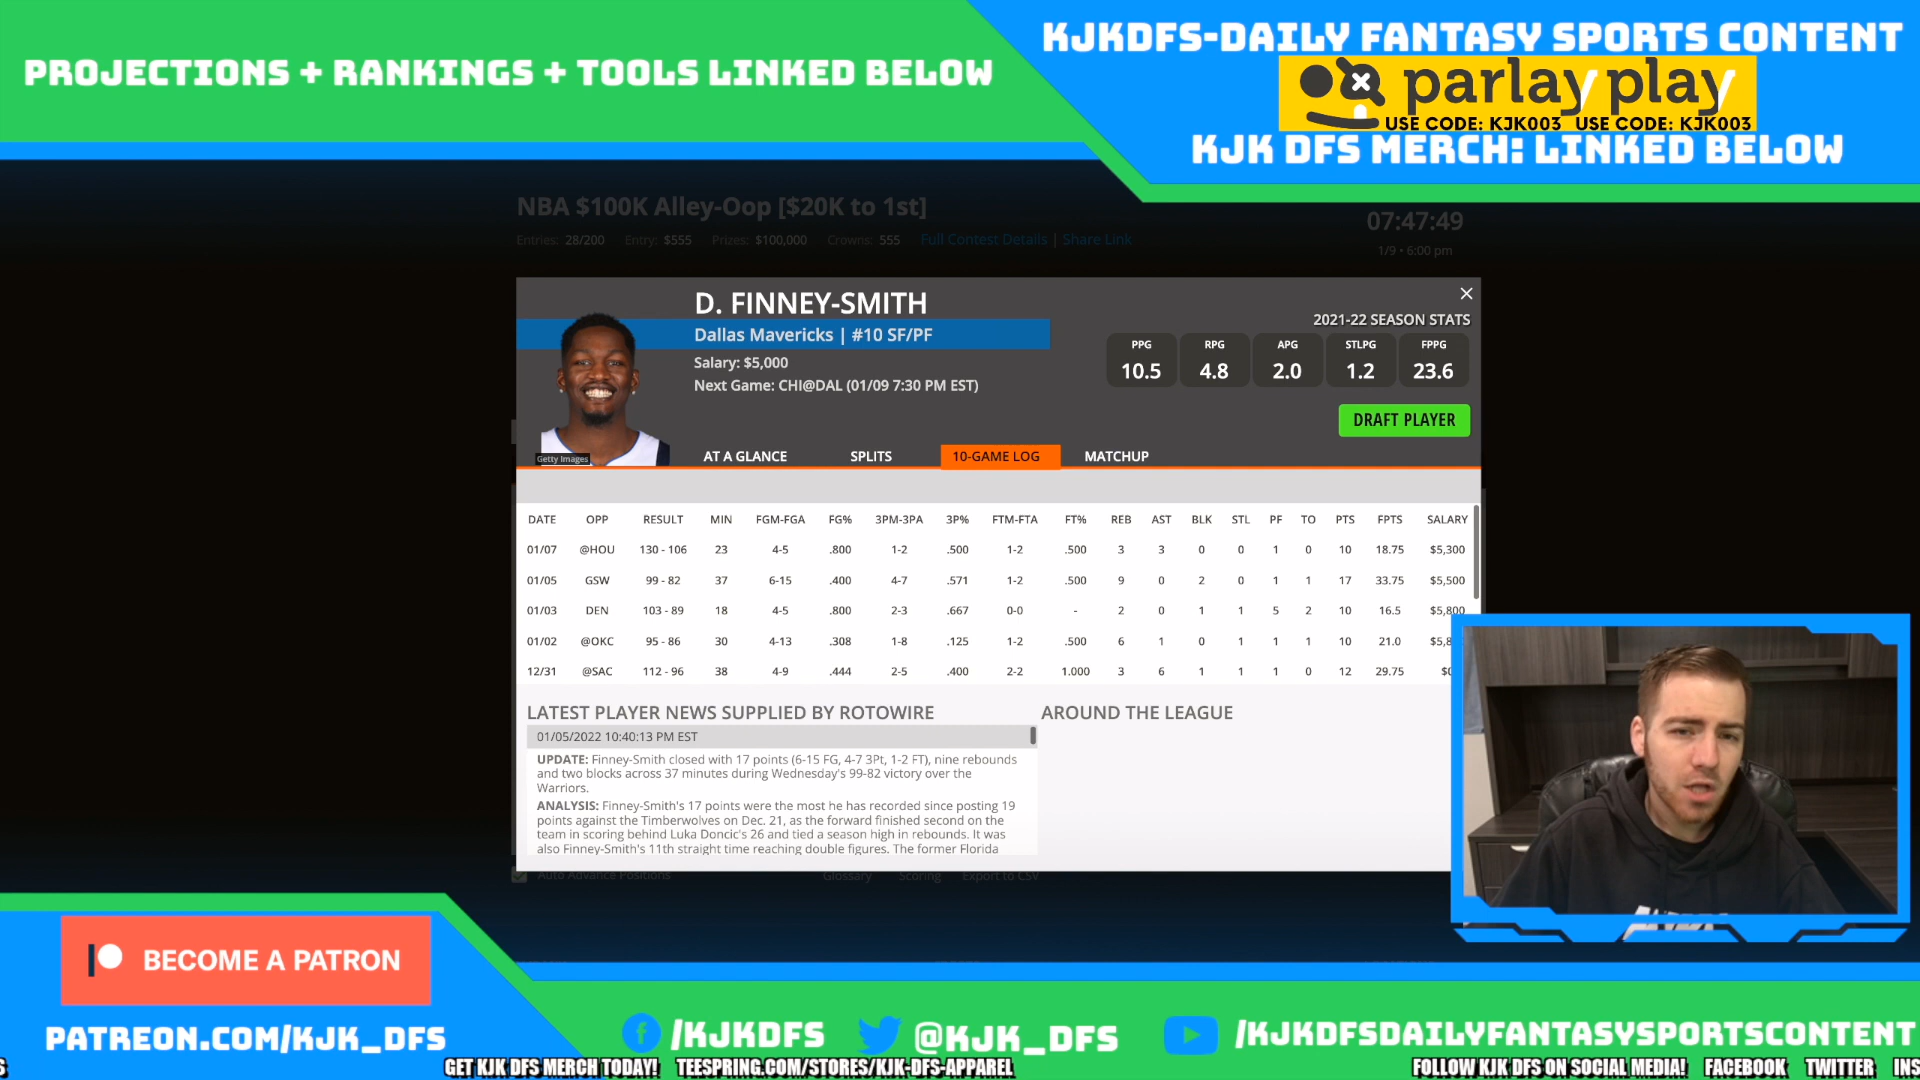 PROJECTIONS + RANKINGS + TOOLS LINKED BELOW
KJKDFS-DAILY FANTASY SPORTS CONTENT
parlay play
USE CODE: KJK003 USE CODE: KJK003
KJK DFS MERCH: LINKED BELOW
NBA $100K Alley-Oop [$20K to 1st]
07:47:49
Entries: 28/200 Entry: $555 Prizes: $100,000 Crowns: 555 Full Contest Details | Share Link
1/9 • 6:00 pm
D. FINNEY-SMITH
Dallas Mavericks | #10 SF/PF
Salary: $5,000
Next Game: CHI@DAL (01/09 7:30 PM EST)
2021-22 SEASON STATS
PPG RPG APG STLPG FPPG
10.5 4.8 2.0 1.2 23.6
DRAFT PLAYER
Getty Images
AT A GLANCE SPLITS 10-GAME LOG MATCHUP
DATE OPP RESULT MIN FGM-FGA FG% 3PM-3PA 3P% FTM-FTA FT% REB AST BLK STL PF TO PTS FPTS SALARY
01/07 @HOU 130 - 106 23 4-5 .800 1-2 .500 1-2 .500 3 3 0 0 1 0 10 18.75 $5,300
01/05 GSW 99 - 82 37 6-15 .400 4-7 .571 1-2 .500 9 0 2 0 1 1 17 33.75 $5,500
01/03 DEN 103 - 89 18 4-5 .800 2-3 .667 0-0 - 2 0 1 1 5 2 10 16.5 $5,800
01/02 @OKC 95 - 86 30 4-13 .308 1-8 .125 1-2 .500 6 1 0 1 1 1 10 21.0 $5,8
12/31 @SAC 112 - 96 38 4-9 .444 2-5 .400 2-2 1.000 3 6 1 1 1 0 12 29.75
LATEST PLAYER NEWS SUPPLIED BY ROTOWIRE
AROUND THE LEAGUE
01/05/2022 10:40:13 PM EST
UPDATE: Finney-Smith closed with 17 points (6-15 FG, 4-7 3Pt, 1-2 FT), nine rebounds
and two blocks across 37 minutes during Wednesday's 99-82 victory over the
Warriors.
ANALYSIS: Finney-Smith's 17 points were the most he has recorded since posting 19
points against the Timberwolves on Dec. 21, as the forward finished second on the
team in scoring behind Luka Doncic's 26 and tied a season high in rebounds. It was
also Finney-Smith's 11th straight time reaching double figures. The former Florida
Auto Advance Positions Glossary Scoring Export to CSV
BECOME A PATRON
PATREON.COM/KJK_DFS
/KJKDFS @KJK_DFS /KJKDFSDAILYFANTASYSPORTSCONTENT
S GET KJK DFS MERCH TODAY! TEESPRING.COM/STORES/KJK-DFS-APPAREL FOLLOW KJK DFS ON SOCIAL MEDIA! FACEBOOK TWITTER INS